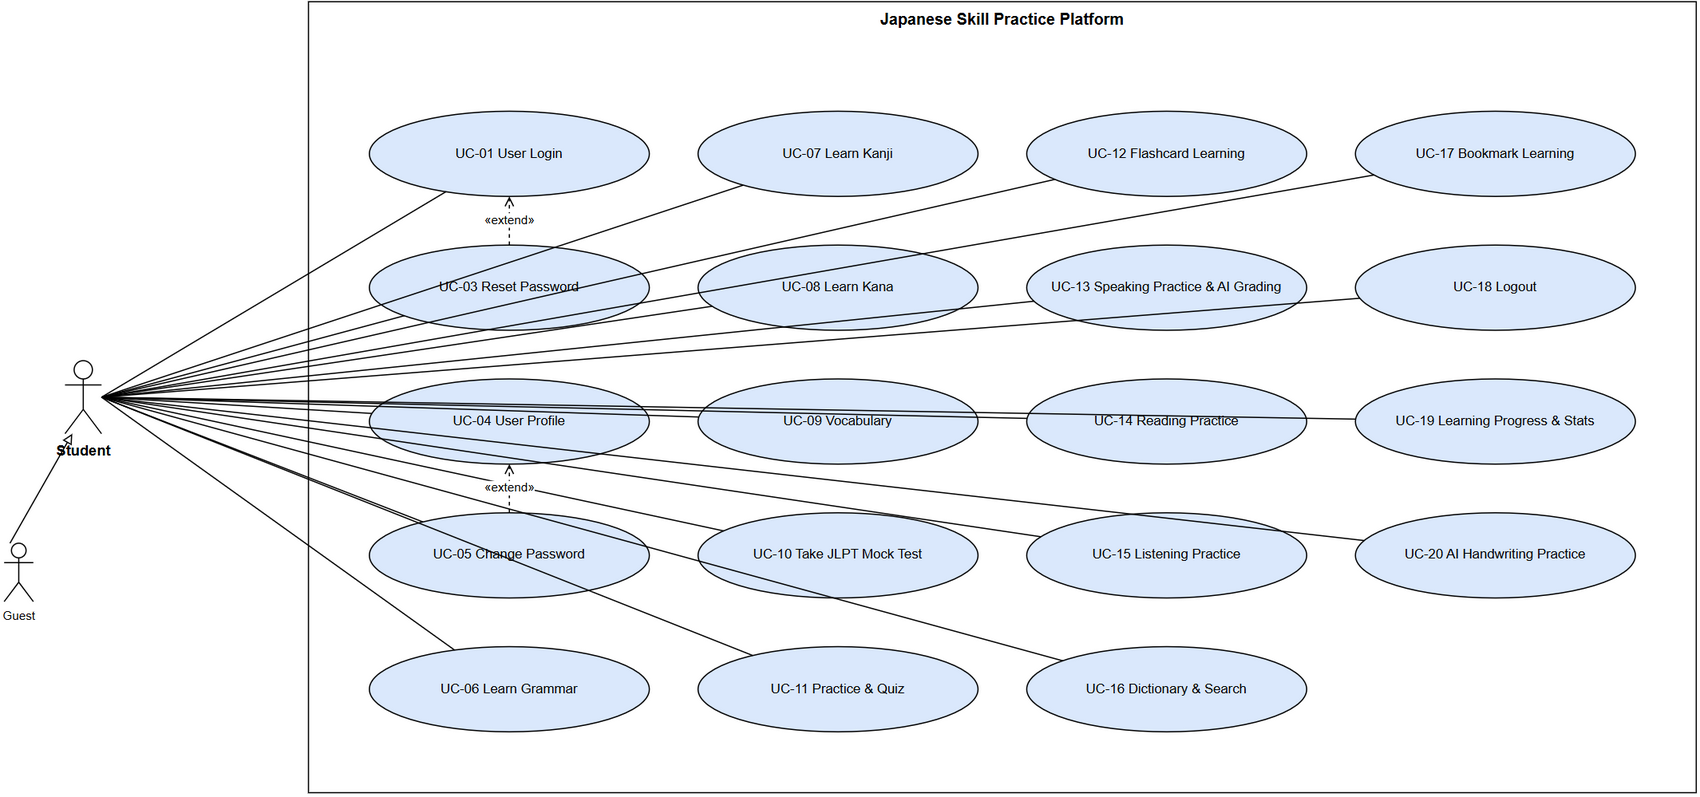 Japanese Skill Practice Platform
UC-01 User Login
UC-07 Learn Kanji
UC-12 Flashcard Learning
UC-17 Bookmark Learning
«extend»
UC-03 Reset Password
UC-08 Learn Kana
UC-13 Speaking Practice & AI Grading
UC-18 Logout
UC-04 User Profile
UC-09 Vocabulary
UC-14 Reading Practice
UC-19 Learning Progress & Stats
Student
«extend»
UC-05 Change Password
UC-10 Take JLPT Mock Test
UC-15 Listening Practice
UC-20 AI Handwriting Practice
Guest
UC-06 Learn Grammar
UC-11 Practice & Quiz
UC-16 Dictionary & Search